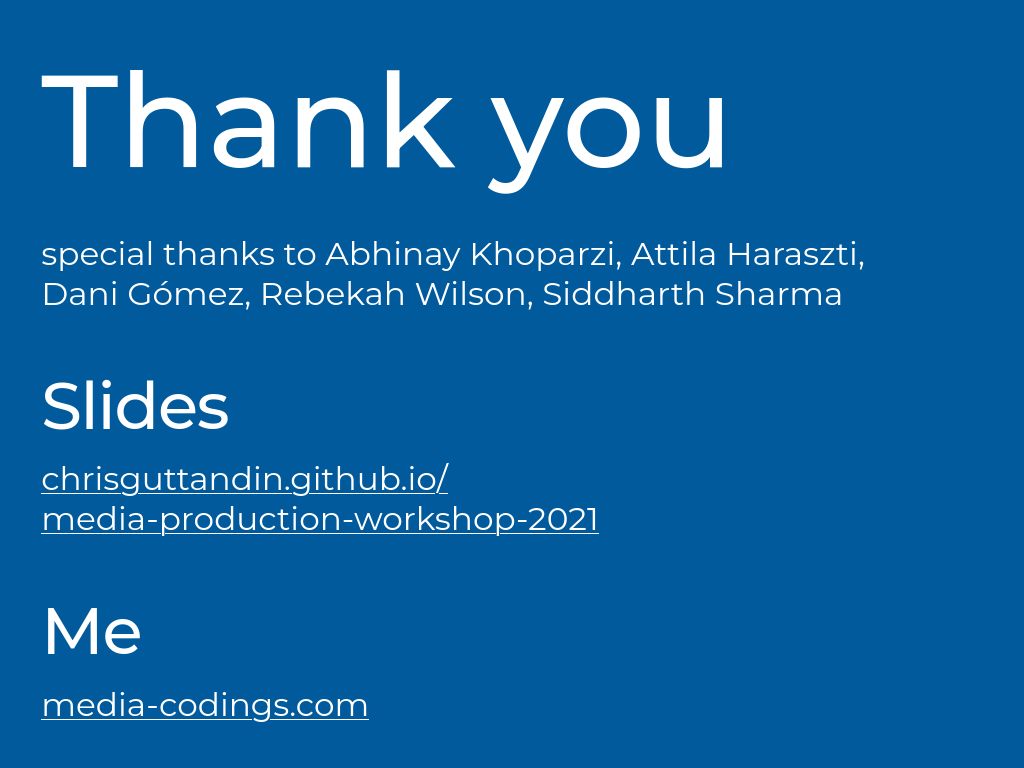 Thank you
special thanks to Abhinay Khoparzi, Attila Haraszti,
Dani Gómez, Rebekah Wilson, Siddharth Sharma
Slides
chrisguttandin.github.io/
media-production-workshop-2021
Me
media-codings.com